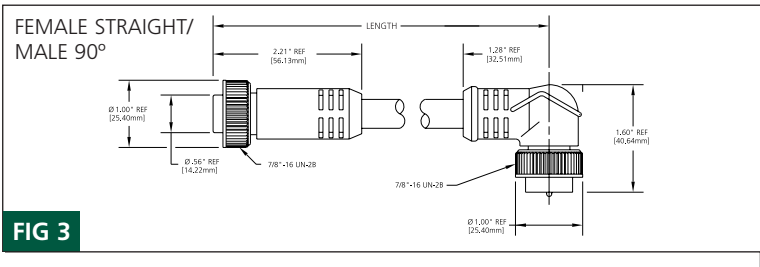 FEMALE STRAIGHT/
MALE 90º
LENGTH
2.21" REF
[56.13mm]
1.28" REF
[32.51mm]
Ø 1.00" REF
[25.40mm]
Ø .56" REF
[14.22mm]
7/8"-16 UN-2B
7/8"-16 UN-2B
1.60" REF
[40.64mm]
Ø 1.00" REF
[25.40mm]
FIG 3